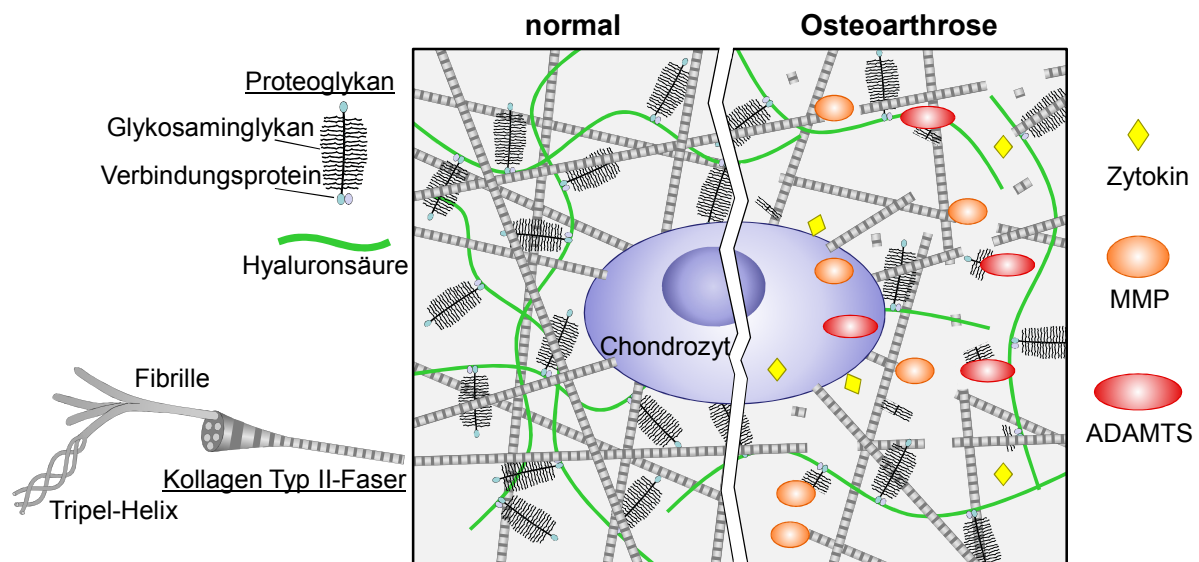 normal
Osteoarthrose
Proteoglykan
Glykosaminglykan
Verbindungsprotein
Hyaluronsäure
Fibrille
Kollagen Typ II-Faser
Tripel-Helix
Chondrozyt
Zytokin
MMP
ADAMTS